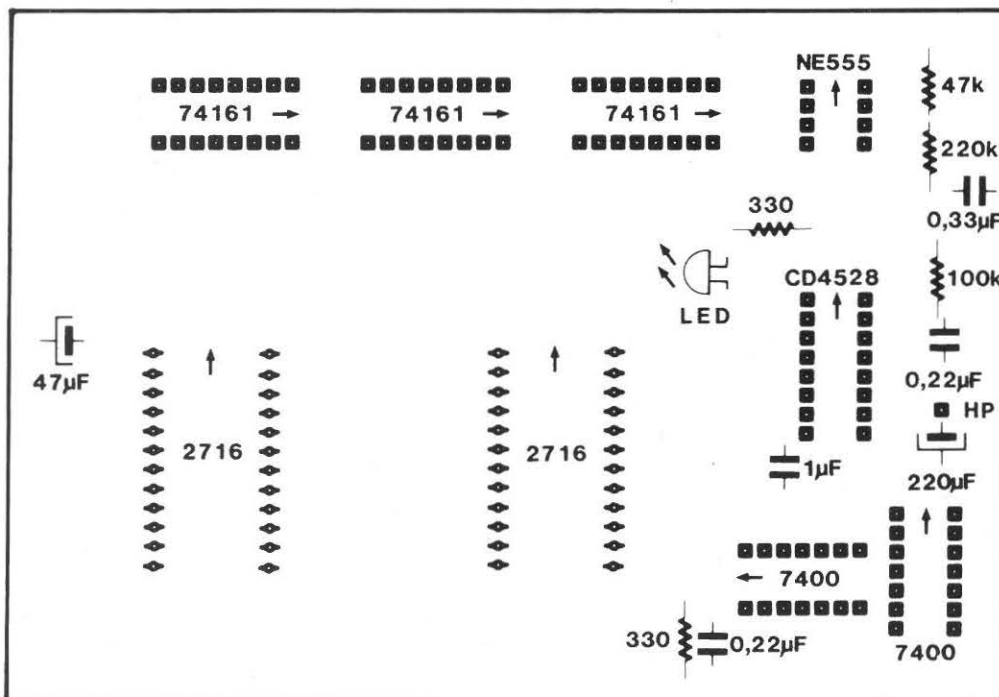 NE555
47k
74161
74161
74161
220k
330
0,33µF
CD4528
100k
LED
47µF
0,22µF
HP
2716
2716
1µF
220µF
7400
330
0,22µF
7400